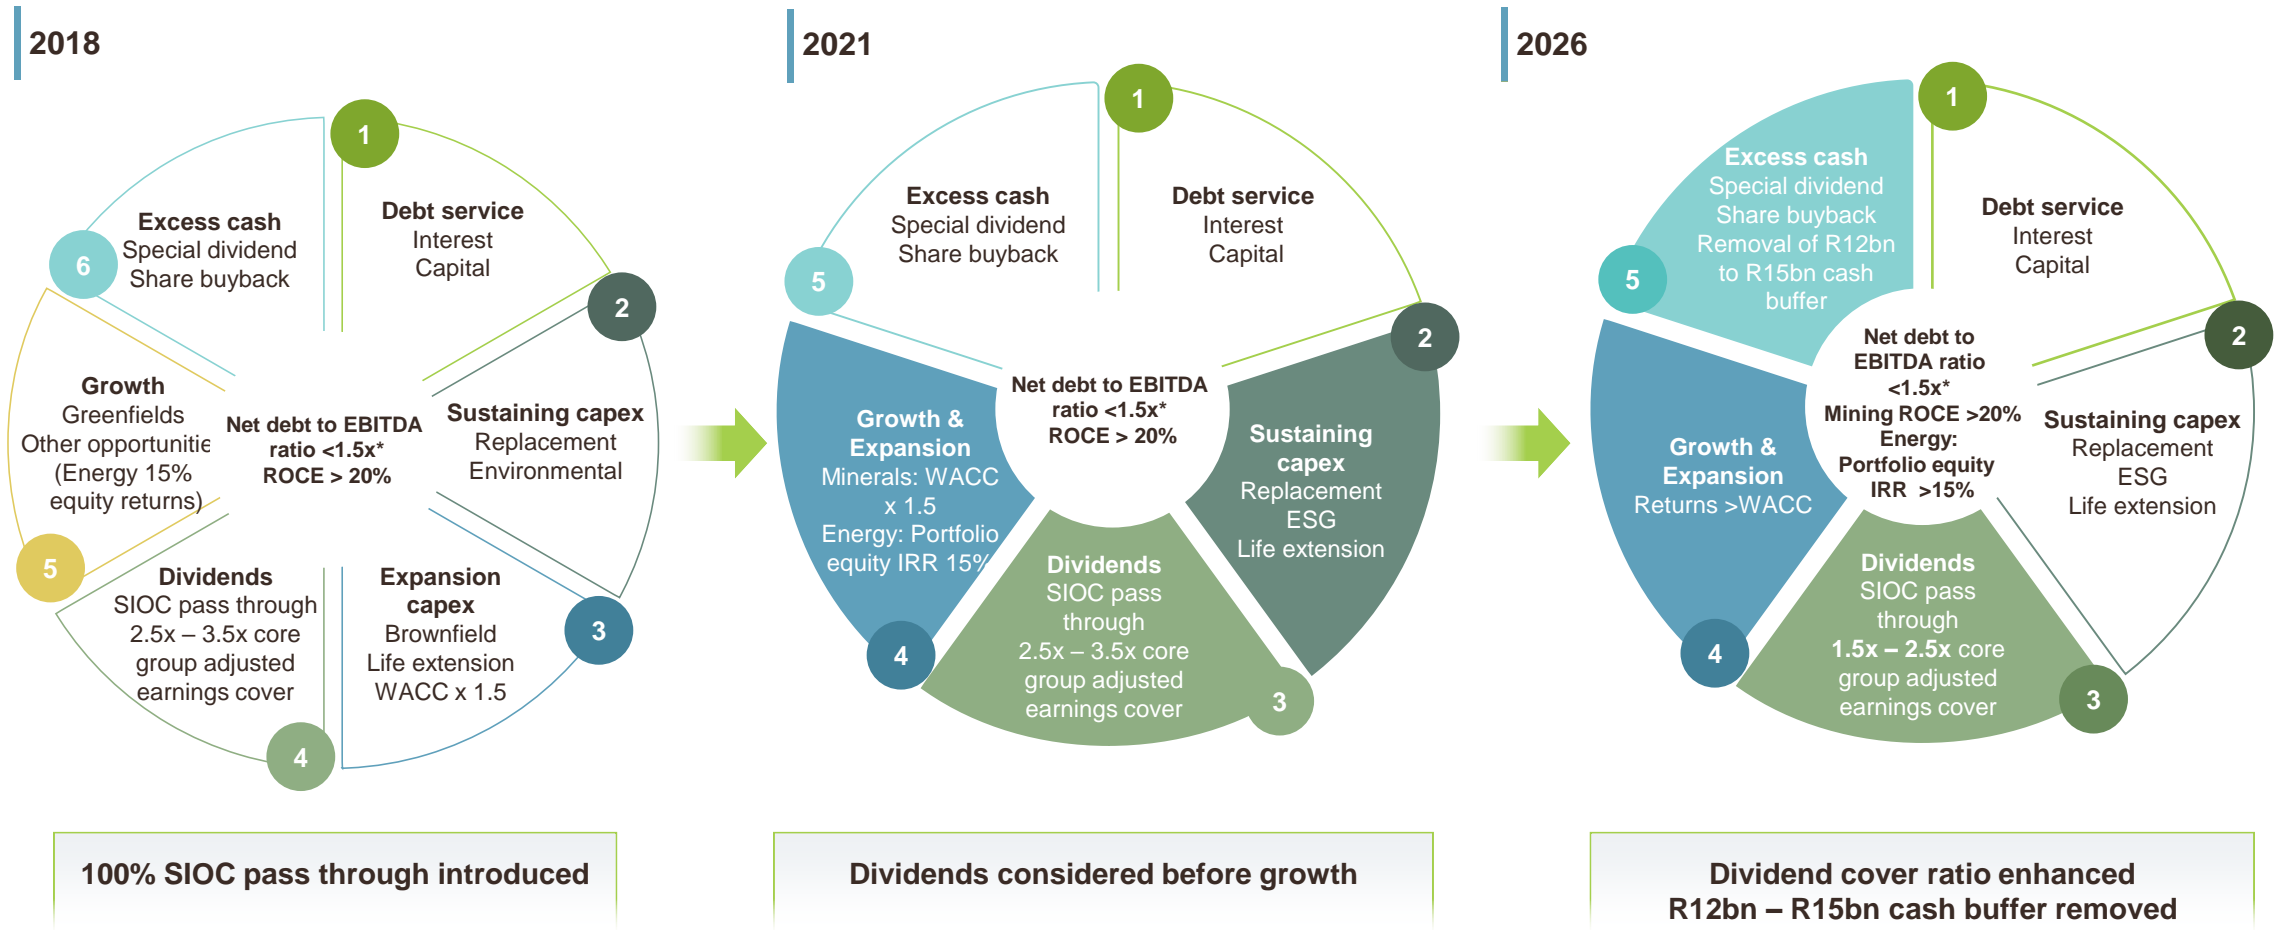 2018
1
Debt service
Interest
Capital
2
Sustaining capex
Replacement
Environmental
3
Expansion
capex
Brownfield
Life extension
WACC x 1.5
4
Dividends
SIOC pass through
2.5x – 3.5x core
group adjusted
earnings cover
5
Growth
Greenfields
Other opportunitie
(Energy 15%
equity returns)
6
Excess cash
Special dividend
Share buyback
Net debt to EBITDA
ratio <1.5x*
ROCE > 20%
100% SIOC pass through introduced
2021
1
Debt service
Interest
Capital
2
Sustaining
capex
Replacement
ESG
Life extension
3
Dividends
SIOC pass
through
2.5x – 3.5x core
group adjusted
earnings cover
4
Growth &
Expansion
Minerals: WACC
x 1.5
Energy: Portfolio
equity IRR 15%
5
Excess cash
Special dividend
Share buyback
Net debt to EBITDA
ratio <1.5x*
ROCE > 20%
Dividends considered before growth
2026
1
Debt service
Interest
Capital
2
Sustaining capex
Replacement
ESG
Life extension
3
Dividends
SIOC pass
through
1.5x – 2.5x core
group adjusted
earnings cover
4
Growth &
Expansion
Returns >WACC
5
Excess cash
Special dividend
Share buyback
Removal of R12bn
to R15bn cash
buffer
Net debt to
EBITDA ratio
<1.5x*
Mining ROCE >20%
Energy:
Portfolio equity
IRR >15%
Dividend cover ratio enhanced
R12bn – R15bn cash buffer removed